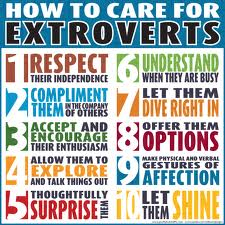 HOW TO CARE FOR
EXTROVERTS
1 RESPECT
THEIR INDEPENDENCE
2 COMPLIMENT
THEM IN THE COMPANY
OF OTHERS
3 ACCEPT AND
ENCOURAGE
THEIR ENTHUSIASM
4 ALLOW THEM TO
EXPLORE
AND TALK THINGS OUT
5 THOUGHTFULLY
SURPRISE THEM
6 UNDERSTAND
WHEN THEY ARE BUSY
7 LET THEM
DIVE RIGHT IN
8 OFFER THEM
OPTIONS
9 MAKE PHYSICAL AND VERBAL
GESTURES OF
AFFECTION
10 LET
THEM SHINE